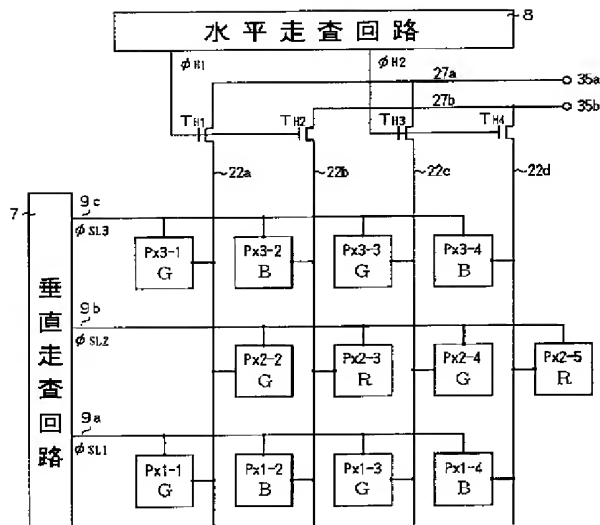 8
水平走査回路
φH1
φH2
27a
35a
27b
35b
TH1
TH2
TH3
TH4
22a
22b
22c
22d
7
垂直走査回路
9c
φSL3
Px3-1
G
Px3-2
B
Px3-3
G
Px3-4
B
9b
φSL2
Px2-2
G
Px2-3
R
Px2-4
G
Px2-5
R
9a
φSL1
Px1-1
G
Px1-2
B
Px1-3
G
Px1-4
B